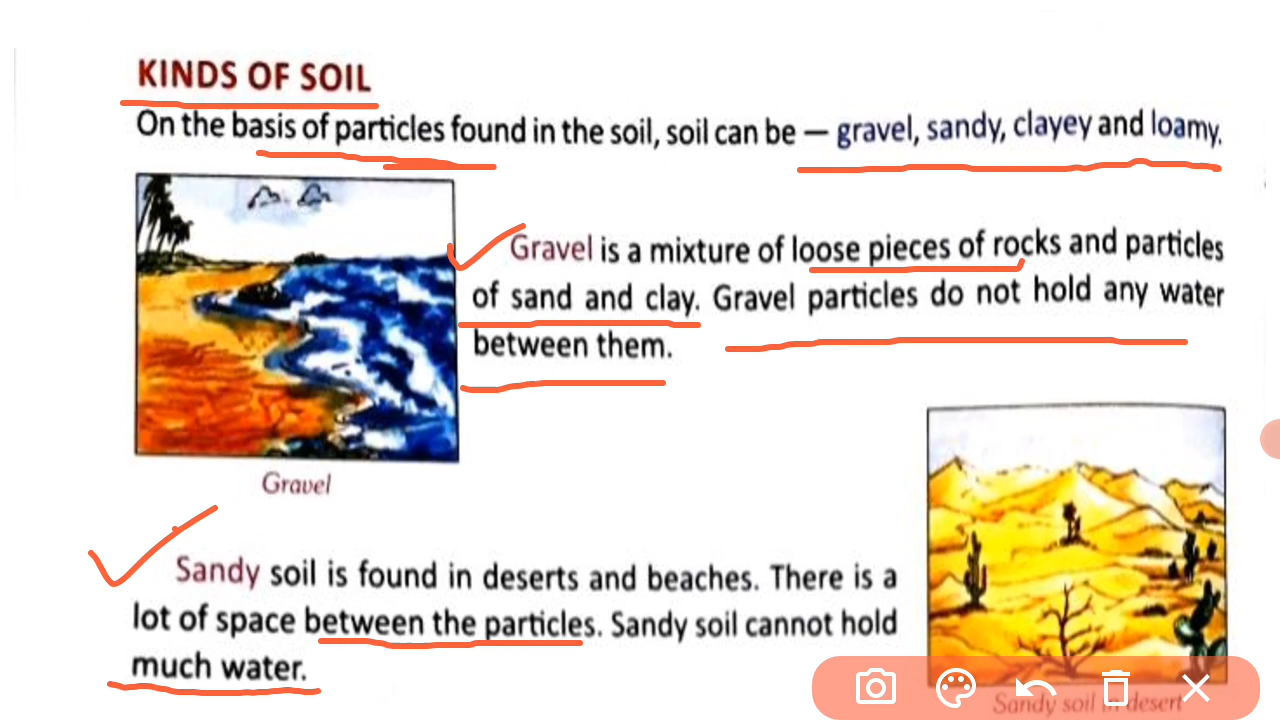 KINDS OF SOIL
On the basis of particles found in the soil, soil can be — gravel, sandy, clayey and loamy.
Gravel is a mixture of loose pieces of rocks and particles
of sand and clay. Gravel particles do not hold any water
between them.
Gravel
Sandy soil is found in deserts and beaches. There is a
lot of space between the particles. Sandy soil cannot hold
much water.
Sandy soil in desert